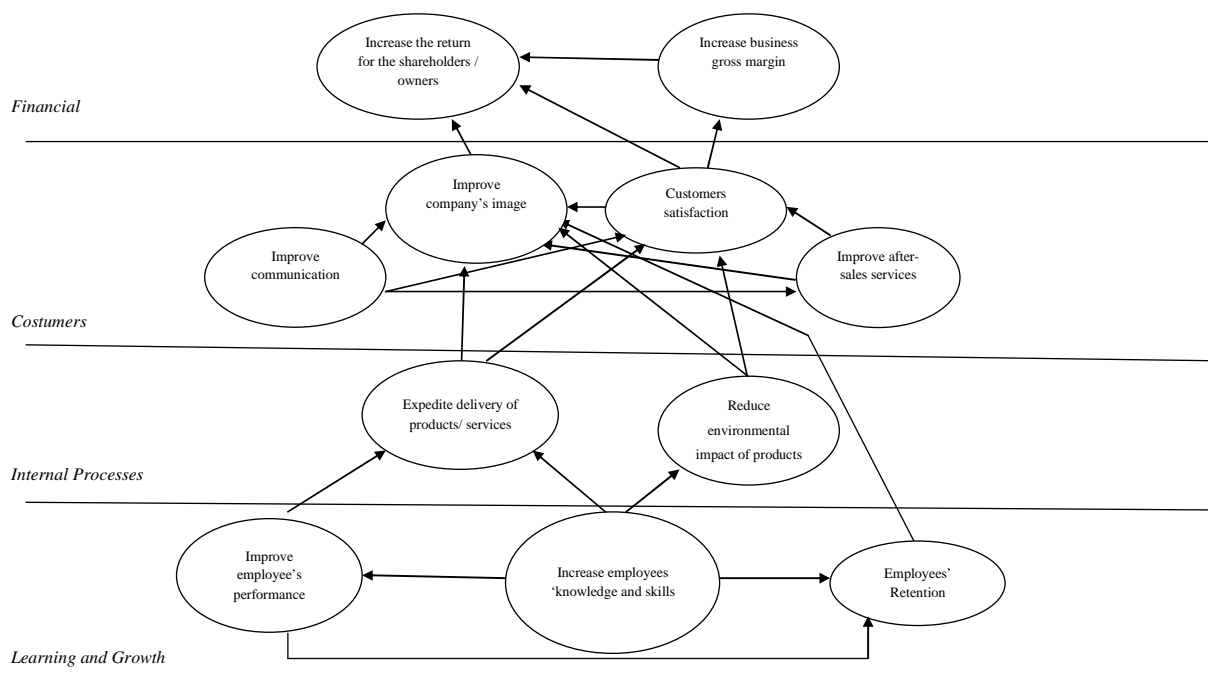 Increase the return
for the shareholders /
owners
Increase business
gross margin
Financial
Improve
company’s image
Customers
satisfaction
Improve
communication
Improve after-
sales services
Costumers
Expedite delivery of
products/ services
Reduce
environmental
impact of products
Internal Processes
Improve
employee’s
performance
Increase employees
‘knowledge and skills
Employees’
Retention
Learning and Growth